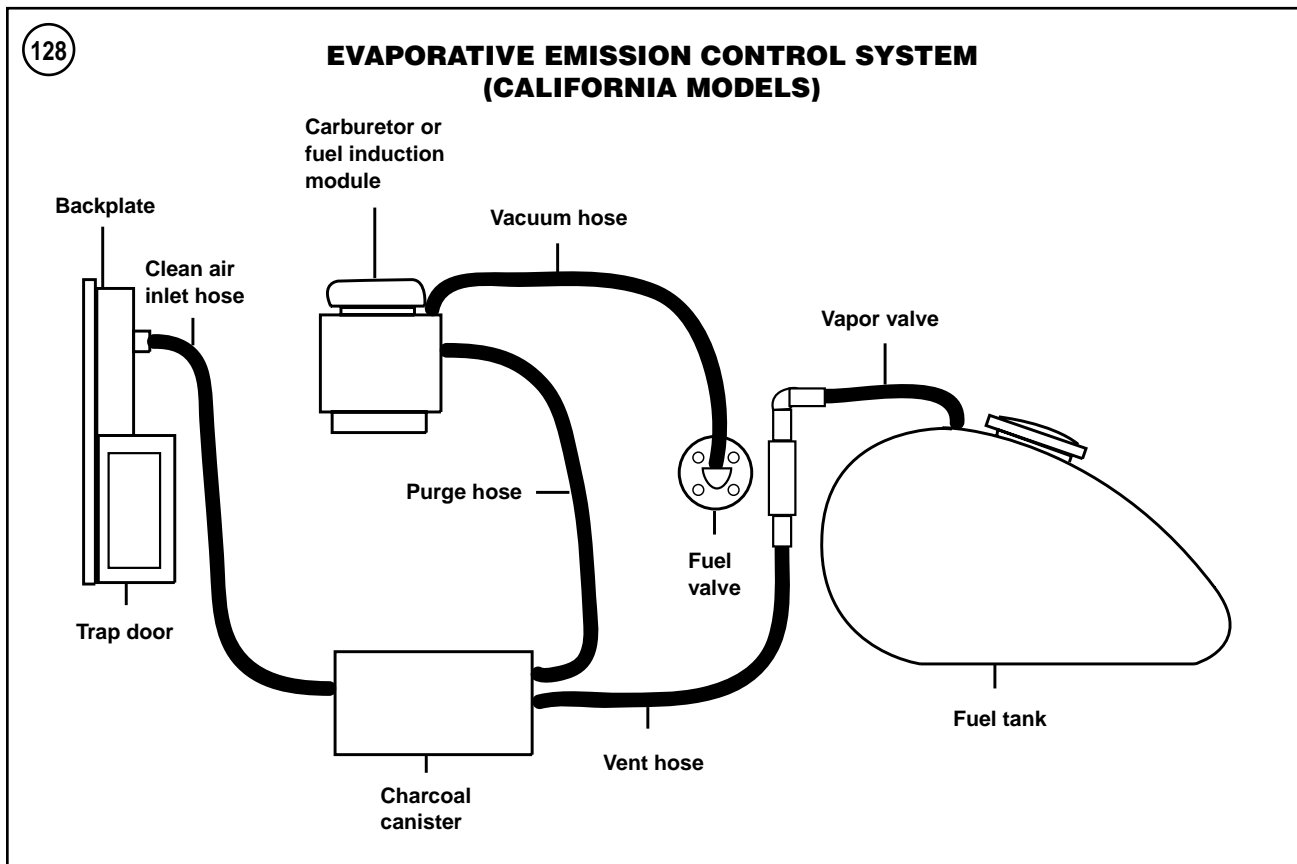 128
EVAPORATIVE EMISSION CONTROL SYSTEM
(CALIFORNIA MODELS)
Carburetor or
fuel induction
module
Backplate
Vacuum hose
Clean air
inlet hose
Vapor valve
Purge hose
Fuel
valve
Trap door
Fuel tank
Vent hose
Charcoal
canister